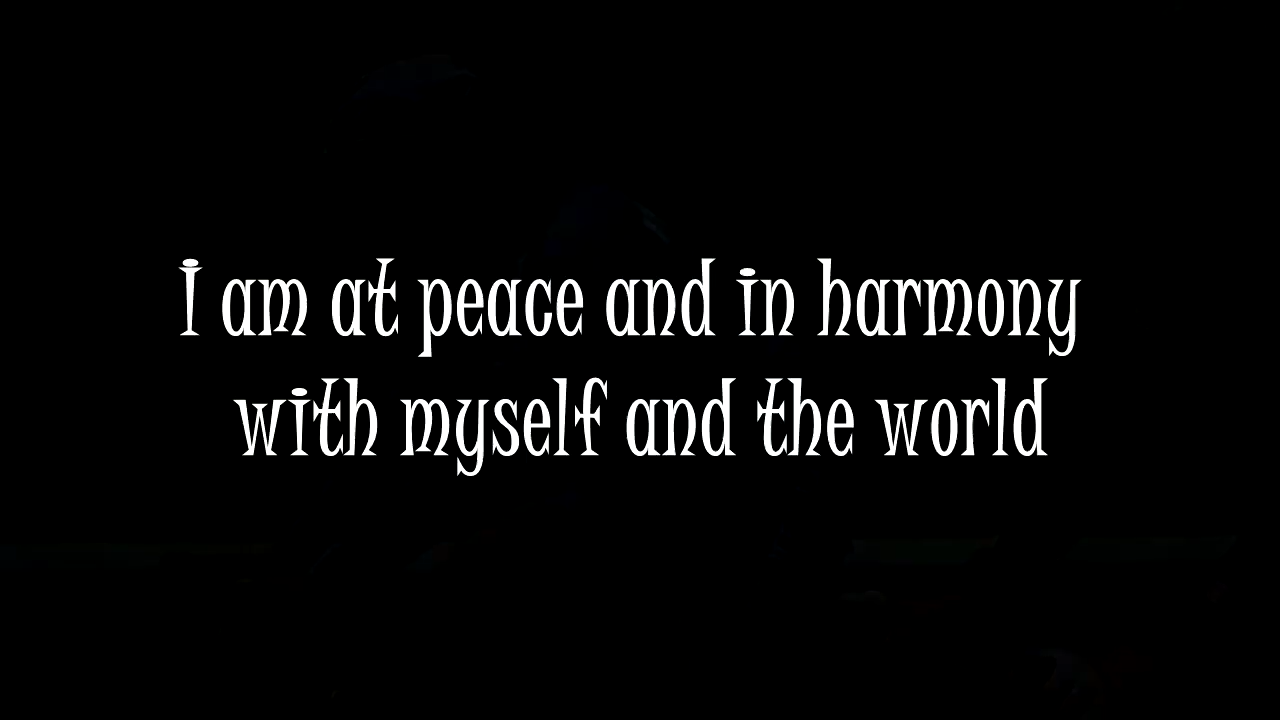 I am at peace and in harmony
with myself and the world